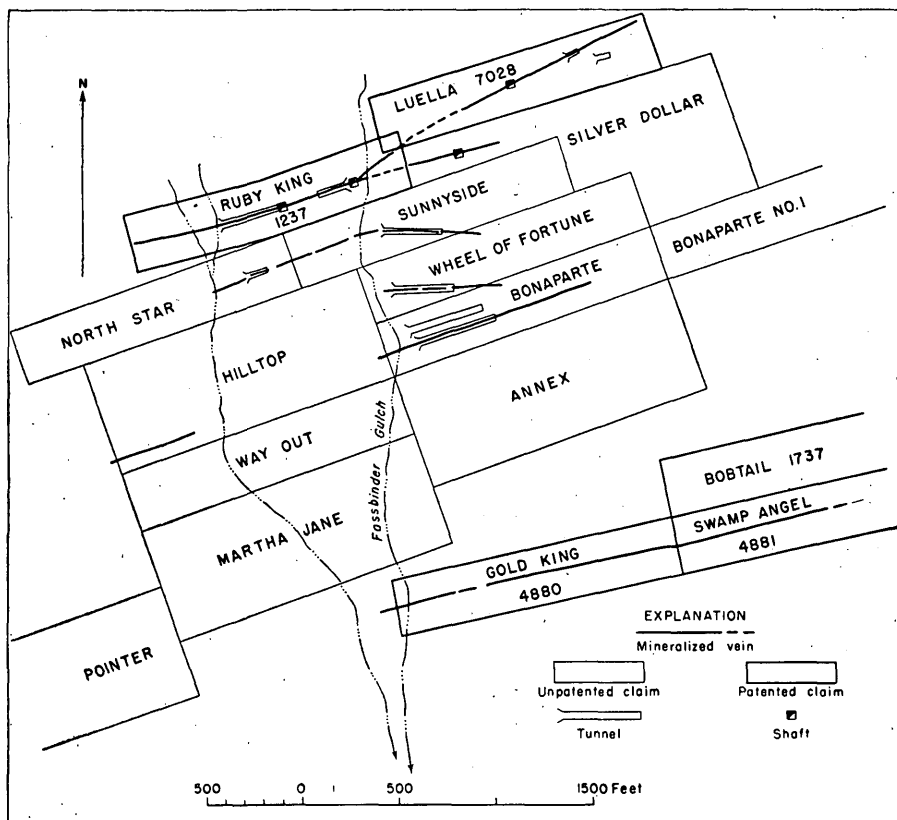 N
LUELLA 7028
SILVER DOLLAR
RUBY KING
1237
SUNNYSIDE
WHEEL OF FORTUNE
BONAPARTE NO. 1
BONAPARTE
NORTH STAR
HILLTOP
ANNEX
WAY OUT
Fassbinder Gulch
MARTHA JANE
BOBTAIL 1737
SWAMP ANGEL
4881
GOLD KING
4880
POINTER
EXPLANATION
Mineralized vein
Unpatented claim
Patented claim
Tunnel
Shaft
500 0 500 1500 Feet